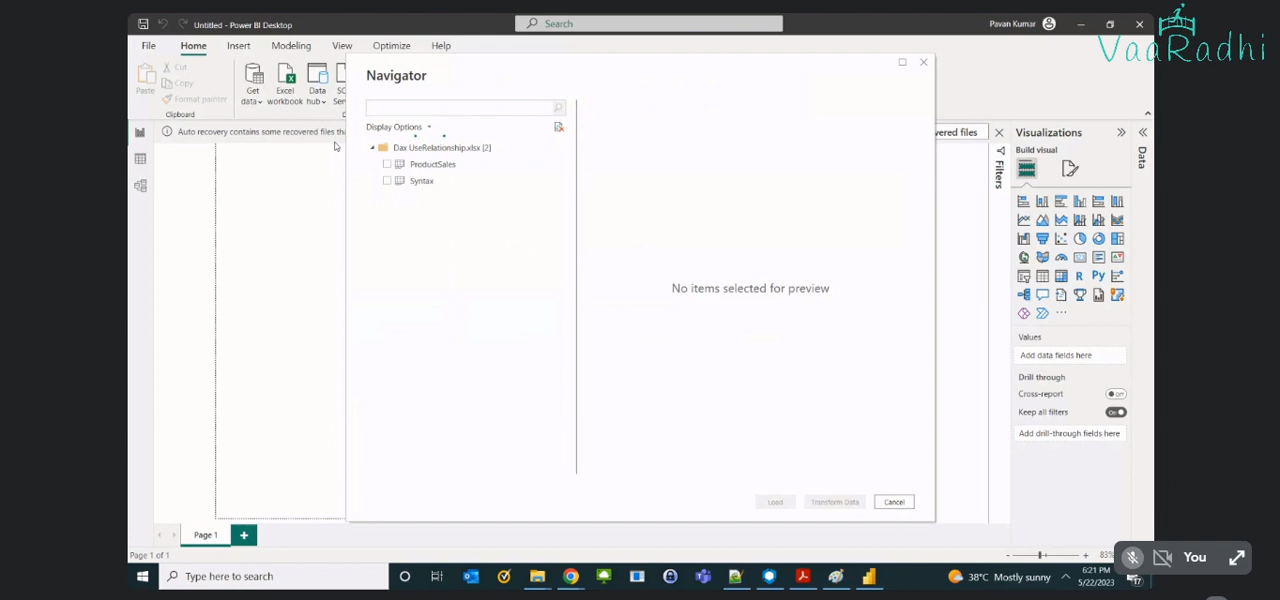 Untitled - Power BI Desktop
Search
Pavan Kumar
VaaRadhi
File Home Insert Modeling View Optimize Help
Paste
Cut
Copy
Format painter
Clipboard
Get data
Excel workbook
Data hub
Auto recovery contains some recovered files
vered files
Navigator
Display Options
Dax UseRelationship.xlsx [2]
ProductSales
Syntax
No items selected for preview
Load
Transform Data
Cancel
Filters
Visualizations
Build visual
Data
R
Py
...
Values
Add data fields here
Drill through
Cross-report
Off
Keep all filters
On
Add drill-through fields here
Page 1
+
Page 1 of 1
- + 83%
You
Type here to search
38°C Mostly sunny
6:21 PM
5/22/2023
17